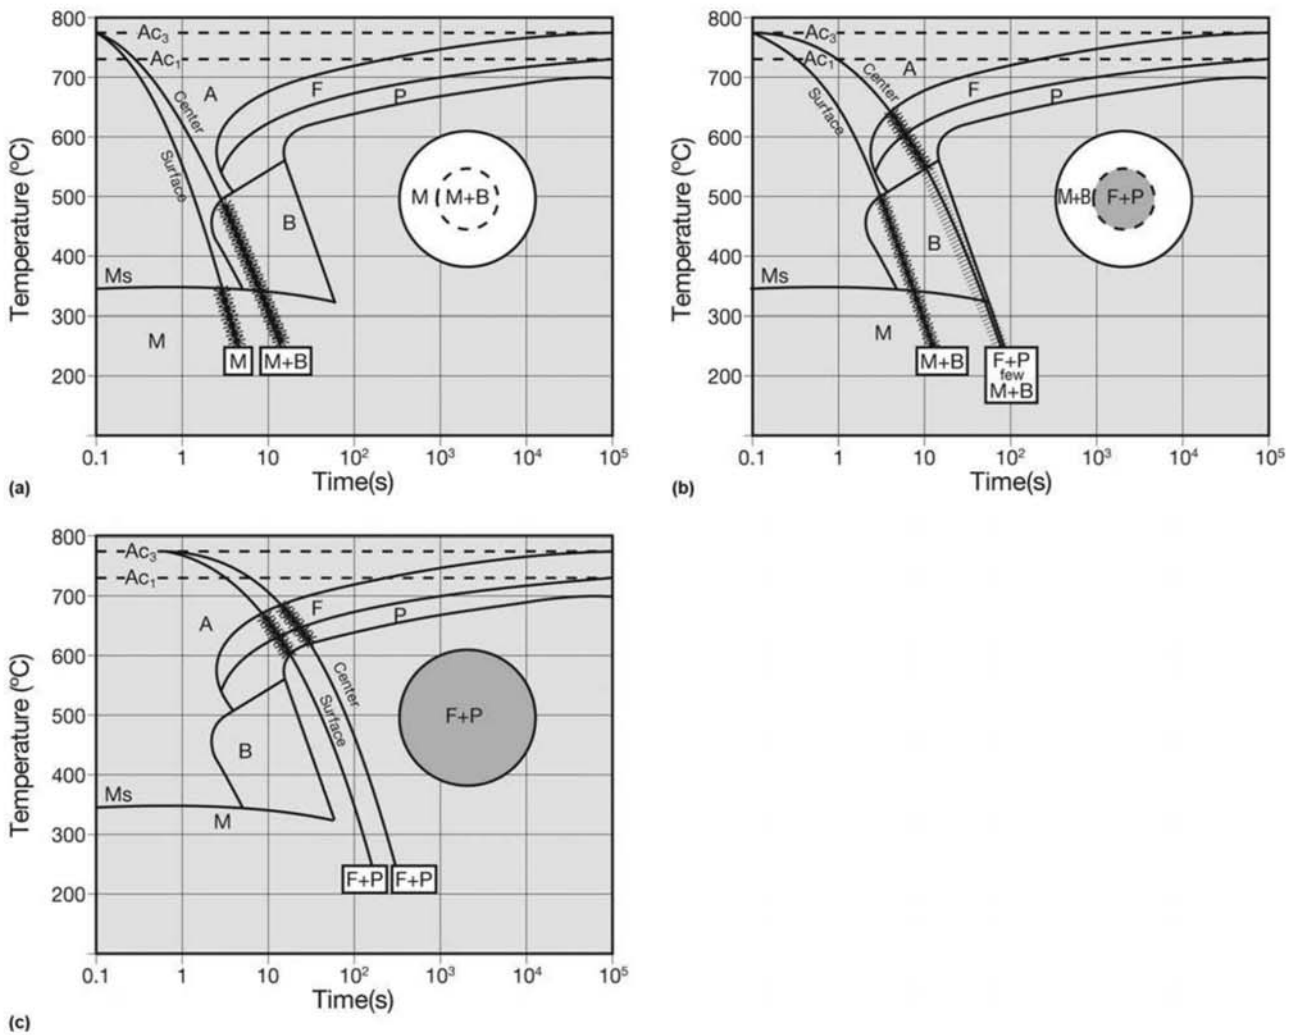 800
Ac₃
Ac₁
700
A
F
P
Center
600
Surface
500
M
M+B
B
400
Ms
300
M
M
M+B
200
0.1
1
10
10²
10³
10⁴
10⁵
Temperature (ºC)
Time(s)
(a)
800
Ac₃
Ac₁
700
A
F
P
Center
Surface
600
500
M+B
F+P
B
400
Ms
300
M
M+B
F+P
few
M+B
200
0.1
1
10
10²
10³
10⁴
10⁵
Temperature (ºC)
Time(s)
(b)
800
Ac₃
Ac₁
700
A
F
P
600
Center
Surface
500
F+P
B
400
Ms
M
300
F+P
F+P
200
0.1
1
10
10²
10³
10⁴
10⁵
Temperature (ºC)
Time(s)
(c)